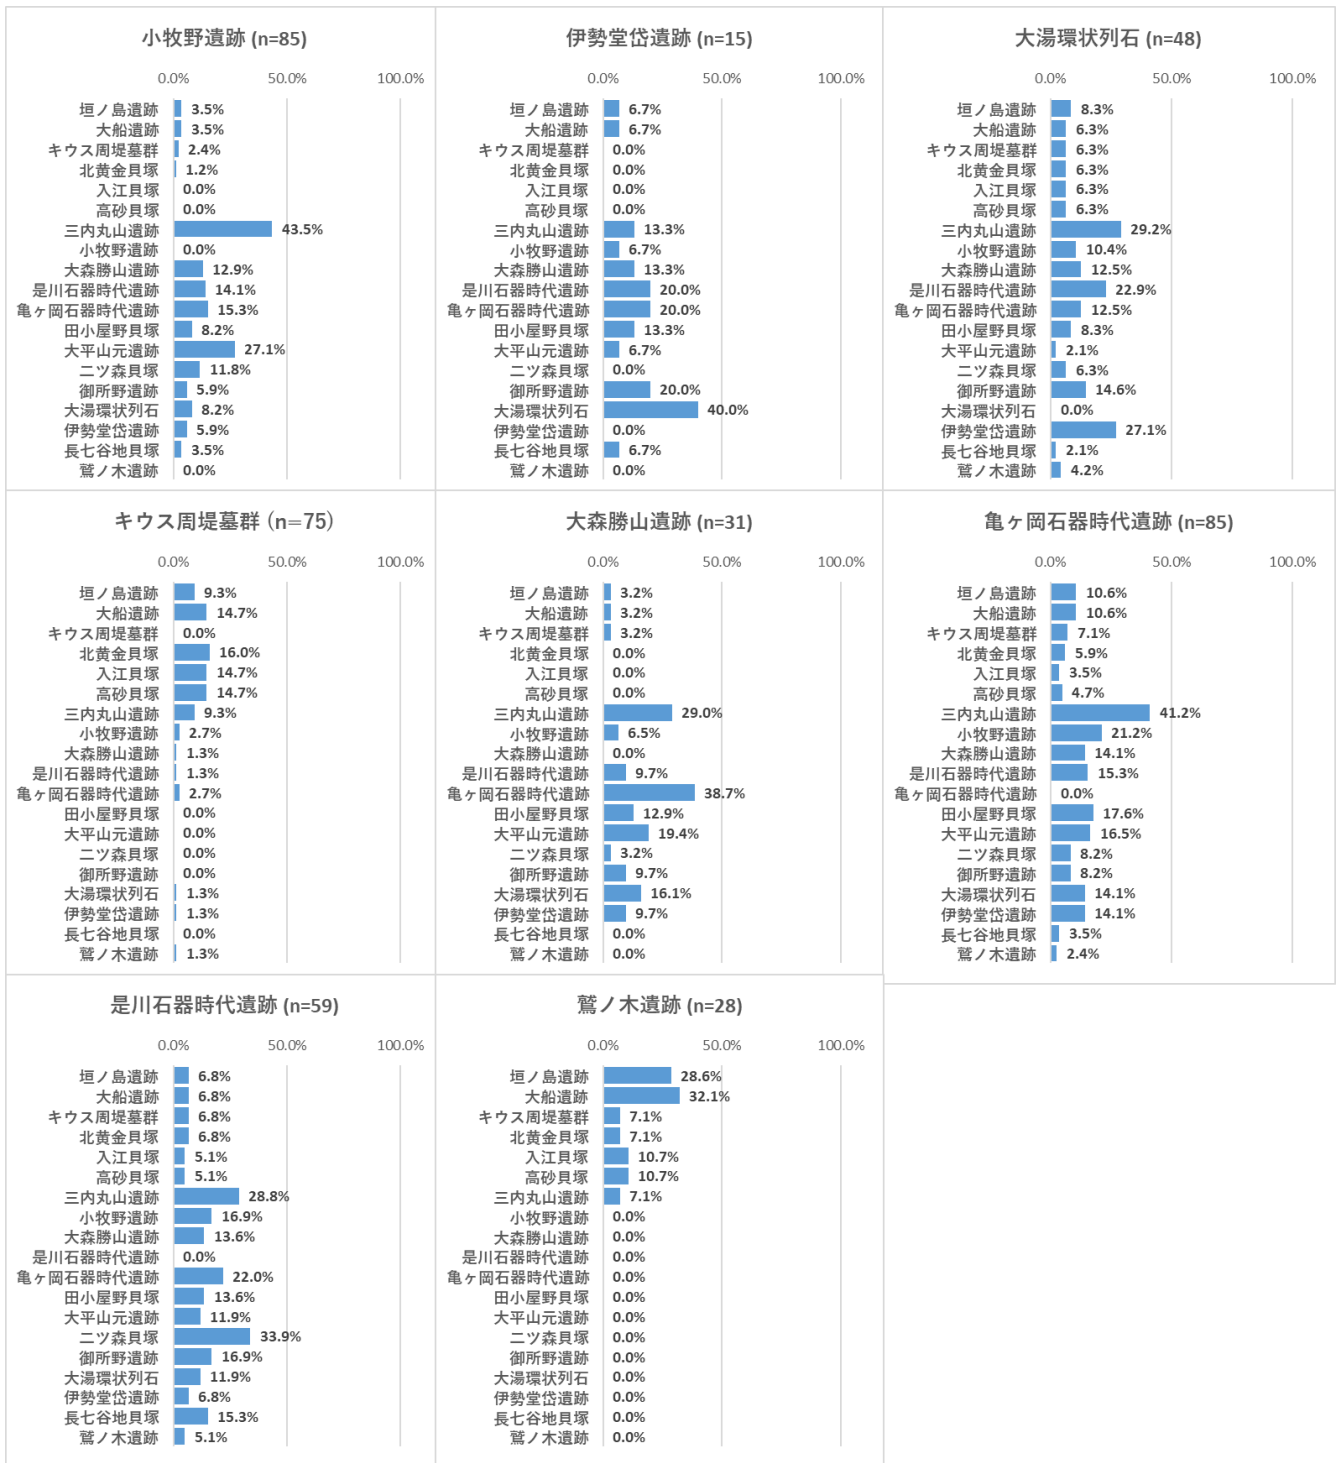 小牧野遺跡 (n=85)
0.0% 50.0% 100.0%
垣ノ島遺跡 3.5%
大船遺跡 3.5%
キウス周堤墓群 2.4%
北黄金貝塚 1.2%
入江貝塚 0.0%
高砂貝塚 0.0%
三内丸山遺跡 43.5%
小牧野遺跡 0.0%
大森勝山遺跡 12.9%
是川石器時代遺跡 14.1%
亀ヶ岡石器時代遺跡 15.3%
田小屋野貝塚 8.2%
大平山元遺跡 27.1%
二ツ森貝塚 11.8%
御所野遺跡 5.9%
大湯環状列石 8.2%
伊勢堂岱遺跡 5.9%
長七谷地貝塚 3.5%
鷲ノ木遺跡 0.0%
伊勢堂岱遺跡 (n=15)
0.0% 50.0% 100.0%
垣ノ島遺跡 6.7%
大船遺跡 6.7%
キウス周堤墓群 0.0%
北黄金貝塚 0.0%
入江貝塚 0.0%
高砂貝塚 0.0%
三内丸山遺跡 13.3%
小牧野遺跡 6.7%
大森勝山遺跡 13.3%
是川石器時代遺跡 20.0%
亀ヶ岡石器時代遺跡 20.0%
田小屋野貝塚 13.3%
大平山元遺跡 6.7%
二ツ森貝塚 0.0%
御所野遺跡 20.0%
大湯環状列石 40.0%
伊勢堂岱遺跡 0.0%
長七谷地貝塚 6.7%
鷲ノ木遺跡 0.0%
大湯環状列石 (n=48)
0.0% 50.0% 100.0%
垣ノ島遺跡 8.3%
大船遺跡 6.3%
キウス周堤墓群 6.3%
北黄金貝塚 6.3%
入江貝塚 6.3%
高砂貝塚 6.3%
三内丸山遺跡 29.2%
小牧野遺跡 10.4%
大森勝山遺跡 12.5%
是川石器時代遺跡 22.9%
亀ヶ岡石器時代遺跡 12.5%
田小屋野貝塚 8.3%
大平山元遺跡 2.1%
二ツ森貝塚 6.3%
御所野遺跡 14.6%
大湯環状列石 0.0%
伊勢堂岱遺跡 27.1%
長七谷地貝塚 2.1%
鷲ノ木遺跡 4.2%
キウス周堤墓群 (n=75)
0.0% 50.0% 100.0%
垣ノ島遺跡 9.3%
大船遺跡 14.7%
キウス周堤墓群 0.0%
北黄金貝塚 16.0%
入江貝塚 14.7%
高砂貝塚 14.7%
三内丸山遺跡 9.3%
小牧野遺跡 2.7%
大森勝山遺跡 1.3%
是川石器時代遺跡 1.3%
亀ヶ岡石器時代遺跡 2.7%
田小屋野貝塚 0.0%
大平山元遺跡 0.0%
二ツ森貝塚 0.0%
御所野遺跡 0.0%
大湯環状列石 1.3%
伊勢堂岱遺跡 1.3%
長七谷地貝塚 0.0%
鷲ノ木遺跡 1.3%
大森勝山遺跡 (n=31)
0.0% 50.0% 100.0%
垣ノ島遺跡 3.2%
大船遺跡 3.2%
キウス周堤墓群 3.2%
北黄金貝塚 0.0%
入江貝塚 0.0%
高砂貝塚 0.0%
三内丸山遺跡 29.0%
小牧野遺跡 6.5%
大森勝山遺跡 0.0%
是川石器時代遺跡 9.7%
亀ヶ岡石器時代遺跡 38.7%
田小屋野貝塚 12.9%
大平山元遺跡 19.4%
二ツ森貝塚 3.2%
御所野遺跡 9.7%
大湯環状列石 16.1%
伊勢堂岱遺跡 9.7%
長七谷地貝塚 0.0%
鷲ノ木遺跡 0.0%
亀ヶ岡石器時代遺跡 (n=85)
0.0% 50.0% 100.0%
垣ノ島遺跡 10.6%
大船遺跡 10.6%
キウス周堤墓群 7.1%
北黄金貝塚 5.9%
入江貝塚 3.5%
高砂貝塚 4.7%
三内丸山遺跡 41.2%
小牧野遺跡 21.2%
大森勝山遺跡 14.1%
是川石器時代遺跡 15.3%
亀ヶ岡石器時代遺跡 0.0%
田小屋野貝塚 17.6%
大平山元遺跡 16.5%
二ツ森貝塚 8.2%
御所野遺跡 8.2%
大湯環状列石 14.1%
伊勢堂岱遺跡 14.1%
長七谷地貝塚 3.5%
鷲ノ木遺跡 2.4%
是川石器時代遺跡 (n=59)
0.0% 50.0% 100.0%
垣ノ島遺跡 6.8%
大船遺跡 6.8%
キウス周堤墓群 6.8%
北黄金貝塚 6.8%
入江貝塚 5.1%
高砂貝塚 5.1%
三内丸山遺跡 28.8%
小牧野遺跡 16.9%
大森勝山遺跡 13.6%
是川石器時代遺跡 0.0%
亀ヶ岡石器時代遺跡 22.0%
田小屋野貝塚 13.6%
大平山元遺跡 11.9%
二ツ森貝塚 33.9%
御所野遺跡 16.9%
大湯環状列石 11.9%
伊勢堂岱遺跡 6.8%
長七谷地貝塚 15.3%
鷲ノ木遺跡 5.1%
鷲ノ木遺跡 (n=28)
0.0% 50.0% 100.0%
垣ノ島遺跡 28.6%
大船遺跡 32.1%
キウス周堤墓群 7.1%
北黄金貝塚 7.1%
入江貝塚 10.7%
高砂貝塚 10.7%
三内丸山遺跡 7.1%
小牧野遺跡 0.0%
大森勝山遺跡 0.0%
是川石器時代遺跡 0.0%
亀ヶ岡石器時代遺跡 0.0%
田小屋野貝塚 0.0%
大平山元遺跡 0.0%
二ツ森貝塚 0.0%
御所野遺跡 0.0%
大湯環状列石 0.0%
伊勢堂岱遺跡 0.0%
長七谷地貝塚 0.0%
鷲ノ木遺跡 0.0%